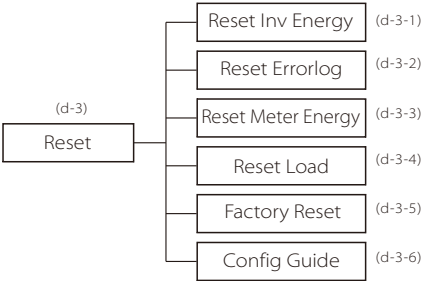 Reset Inv Energy (d-3-1)
Reset Errorlog (d-3-2)
(d-3)
Reset Meter Energy (d-3-3)
Reset
Reset Load (d-3-4)
Factory Reset (d-3-5)
Config Guide (d-3-6)